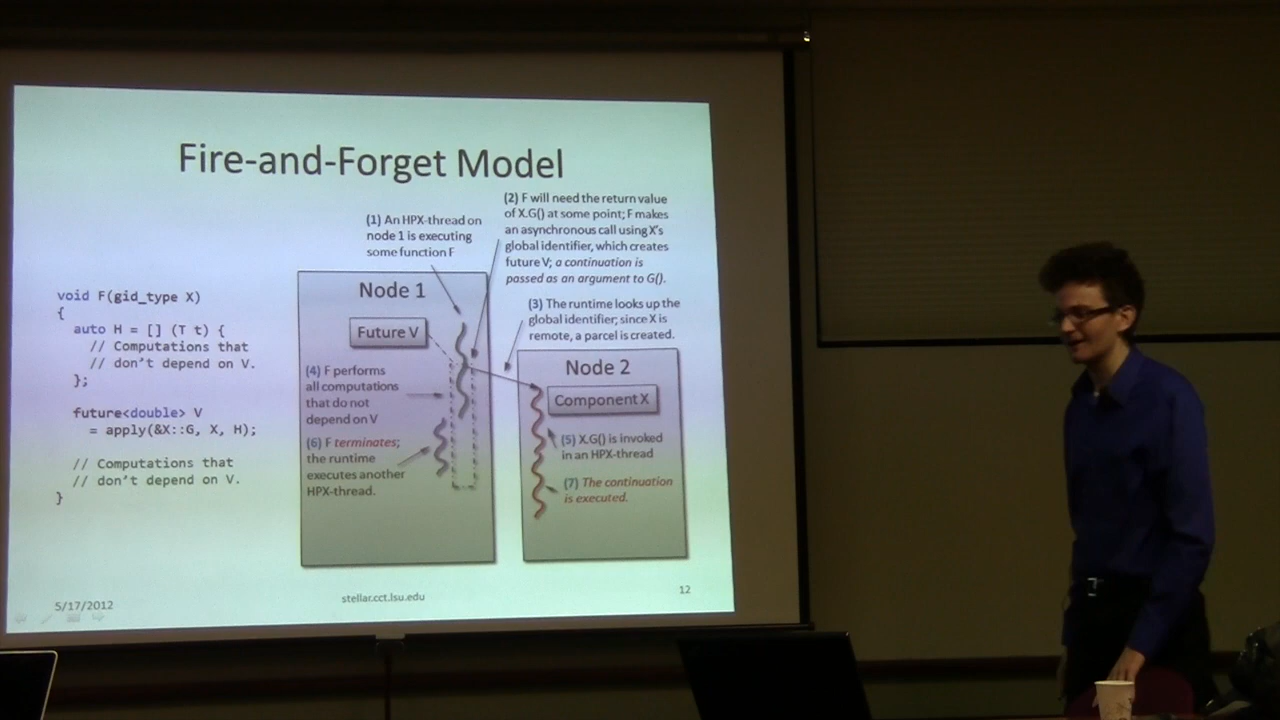 Fire-and-Forget Model
void F(gid_type X)
{
auto H = [] (T t) {
// Computations that
// don't depend on V.
};
future<double> V
= apply(&X::G, X, H);
// Computations that
// don't depend on V.
}
(1) An HPX-thread on
node 1 is executing
some function F
(2) F will need the return value
of X.G() at some point; F makes
an asynchronous call using X's
global identifier, which creates
future V; a continuation is
passed as an argument to G().
(3) The runtime looks up the
global identifier; since X is
remote, a parcel is created.
Node 1
Future V
(4) F performs
all computations
that do not
depend on V
(6) F terminates;
the runtime
executes another
HPX-thread.
Node 2
Component X
(5) X.G() is invoked
in an HPX-thread
(7) The continuation
is executed.
5/17/2012
stellar.cct.lsu.edu
12